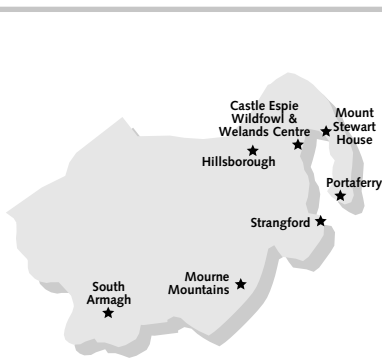 Castle Espie
Wildfowl &
Welands Centre
Mount
Stewart
House
Hillsborough
Portaferry
Strangford
Mourne
Mountains
South
Armagh